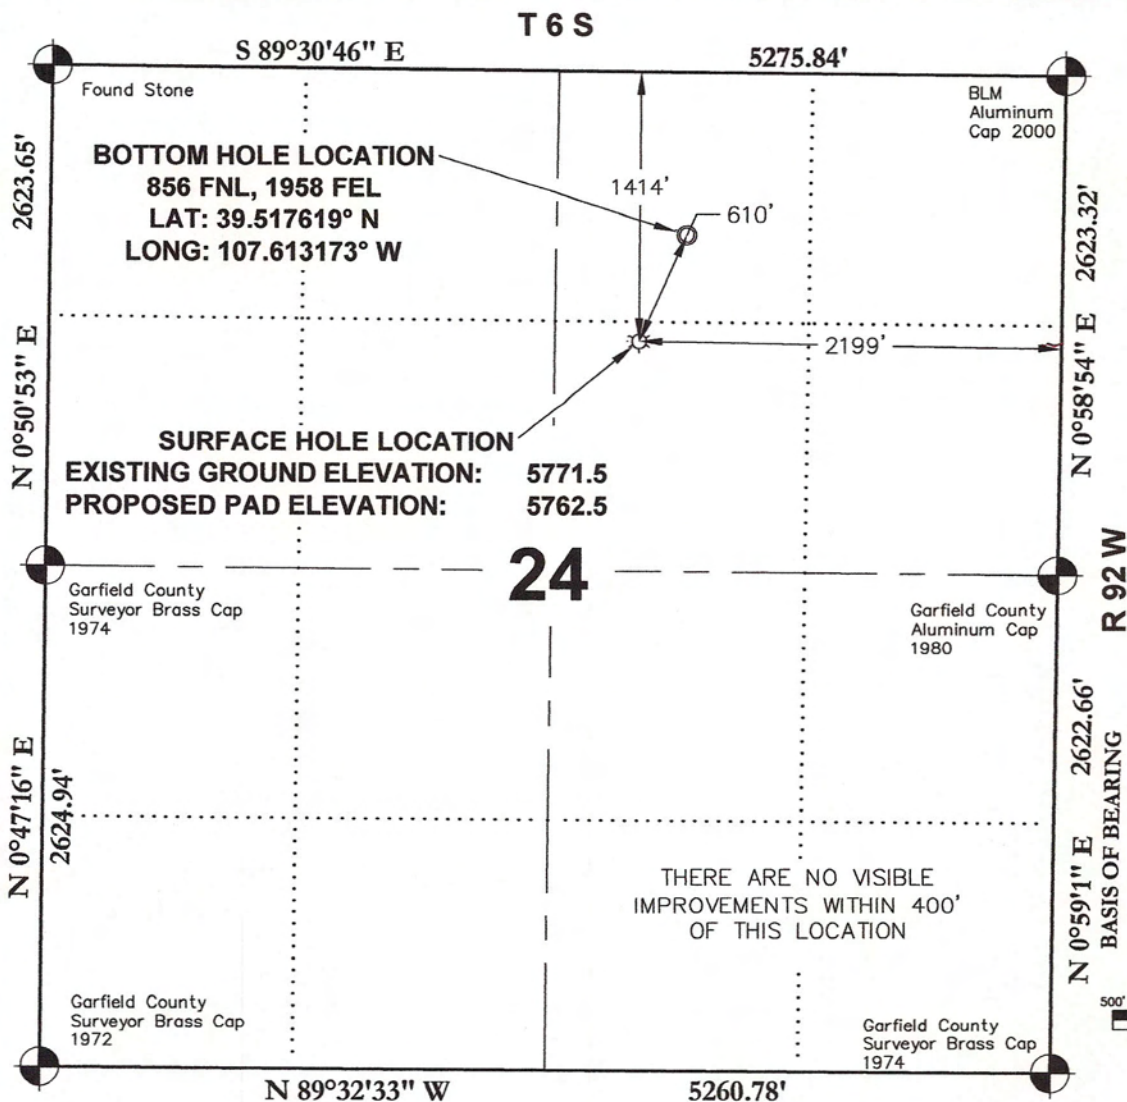 T 6 S
S 89°30'46" E
5275.84'
Found Stone
BLM
Aluminum
Cap 2000
2623.65'
N 0°50'53" E
BOTTOM HOLE LOCATION
856 FNL, 1958 FEL
LAT: 39.517619° N
LONG: 107.613173° W
1414'
610'
2623.32'
N 0°58'54" E
2199'
SURFACE HOLE LOCATION
EXISTING GROUND ELEVATION: 5771.5
PROPOSED PAD ELEVATION: 5762.5
24
R 92 W
Garfield County
Surveyor Brass Cap
1974
Garfield County
Aluminum Cap
1980
N 0°47'16" E
2624.94'
2622.66'
N 0°59'1" E
BASIS OF BEARING
THERE ARE NO VISIBLE
IMPROVEMENTS WITHIN 400'
OF THIS LOCATION
500'
Garfield County
Surveyor Brass Cap
1972
Garfield County
Surveyor Brass Cap
1974
N 89°32'33" W
5260.78'